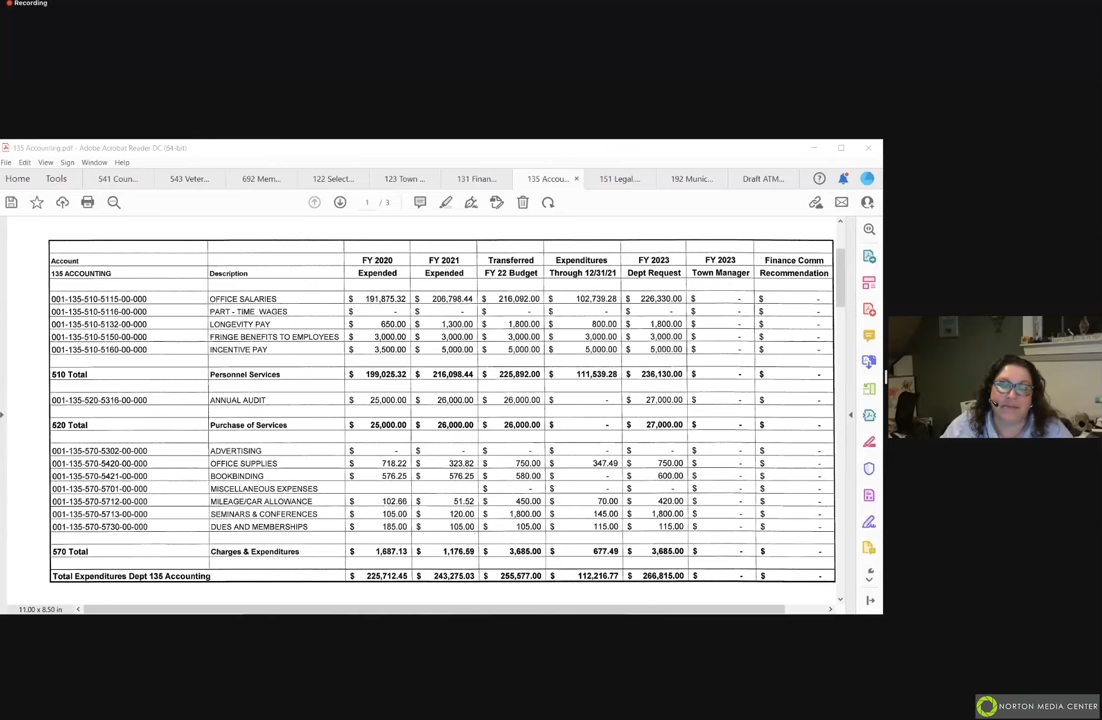 Recording
135 Accounting.pdf - Adobe Acrobat Reader DC (64-bit)
File Edit View Sign Window Help
Home Tools 541 Coun... 543 Veter... 692 Mem... 122 Select... 123 Town ... 131 Finan... 135 Accou... × 151 Legal.... 192 Munic... Draft ATM...
1 / 3
FY 2020 FY 2021 Transferred Expenditures FY 2023 FY 2023 Finance Comm
Account
135 ACCOUNTING Description Expended Expended FY 22 Budget Through 12/31/21 Dept Request Town Manager Recommendation
001-135-510-5115-00-000 OFFICE SALARIES $ 191,875.32 $ 206,798.44 $ 216,092.00 $ 102,739.28 $ 226,330.00 $ - $ -
001-135-510-5116-00-000 PART - TIME WAGES $ - $ - $ - $ - $ - $ - $ -
001-135-510-5132-00-000 LONGEVITY PAY $ 650.00 $ 1,300.00 $ 1,800.00 $ 800.00 $ 1,800.00 $ - $ -
001-135-510-5150-00-000 FRINGE BENEFITS TO EMPLOYEES $ 3,000.00 $ 3,000.00 $ 3,000.00 $ 3,000.00 $ 3,000.00 $ - $ -
001-135-510-5160-00-000 INCENTIVE PAY $ 3,500.00 $ 5,000.00 $ 5,000.00 $ 5,000.00 $ 5,000.00 $ - $ -
510 Total Personnel Services $ 199,025.32 $ 216,098.44 $ 225,892.00 $ 111,539.28 $ 236,130.00 $ - $ -
001-135-520-5316-00-000 ANNUAL AUDIT $ 25,000.00 $ 26,000.00 $ 26,000.00 $ - $ 27,000.00 $ - $ -
520 Total Purchase of Services $ 25,000.00 $ 26,000.00 $ 26,000.00 $ - $ 27,000.00 $ - $ -
001-135-570-5302-00-000 ADVERTISING $ - $ - $ - $ - $ - $ - $ -
001-135-570-5420-00-000 OFFICE SUPPLIES $ 718.22 $ 323.82 $ 750.00 $ 347.49 $ 750.00 $ - $ -
001-135-570-5421-00-000 BOOKBINDING $ 576.25 $ 576.25 $ 580.00 $ - $ 600.00 $ - $ -
001-135-570-5701-00-000 MISCELLANEOUS EXPENSES $ - $ - $ - $ - $ -
001-135-570-5712-00-000 MILEAGE/CAR ALLOWANCE $ 102.66 $ 51.52 $ 450.00 $ 70.00 $ 420.00 $ - $ -
001-135-570-5713-00-000 SEMINARS & CONFERENCES $ 105.00 $ 120.00 $ 1,800.00 $ 145.00 $ 1,800.00 $ - $ -
001-135-570-5730-00-000 DUES AND MEMBERSHIPS $ 185.00 $ 105.00 $ 105.00 $ 115.00 $ 115.00 $ - $ -
570 Total Charges & Expenditures $ 1,687.13 $ 1,176.59 $ 3,685.00 $ 677.49 $ 3,685.00 $ - $ -
Total Expenditures Dept 135 Accounting $ 225,712.45 $ 243,275.03 $ 255,577.00 $ 112,216.77 $ 266,815.00 $ - $ -
11.00 x 8.50 in
NORTON MEDIA CENTER